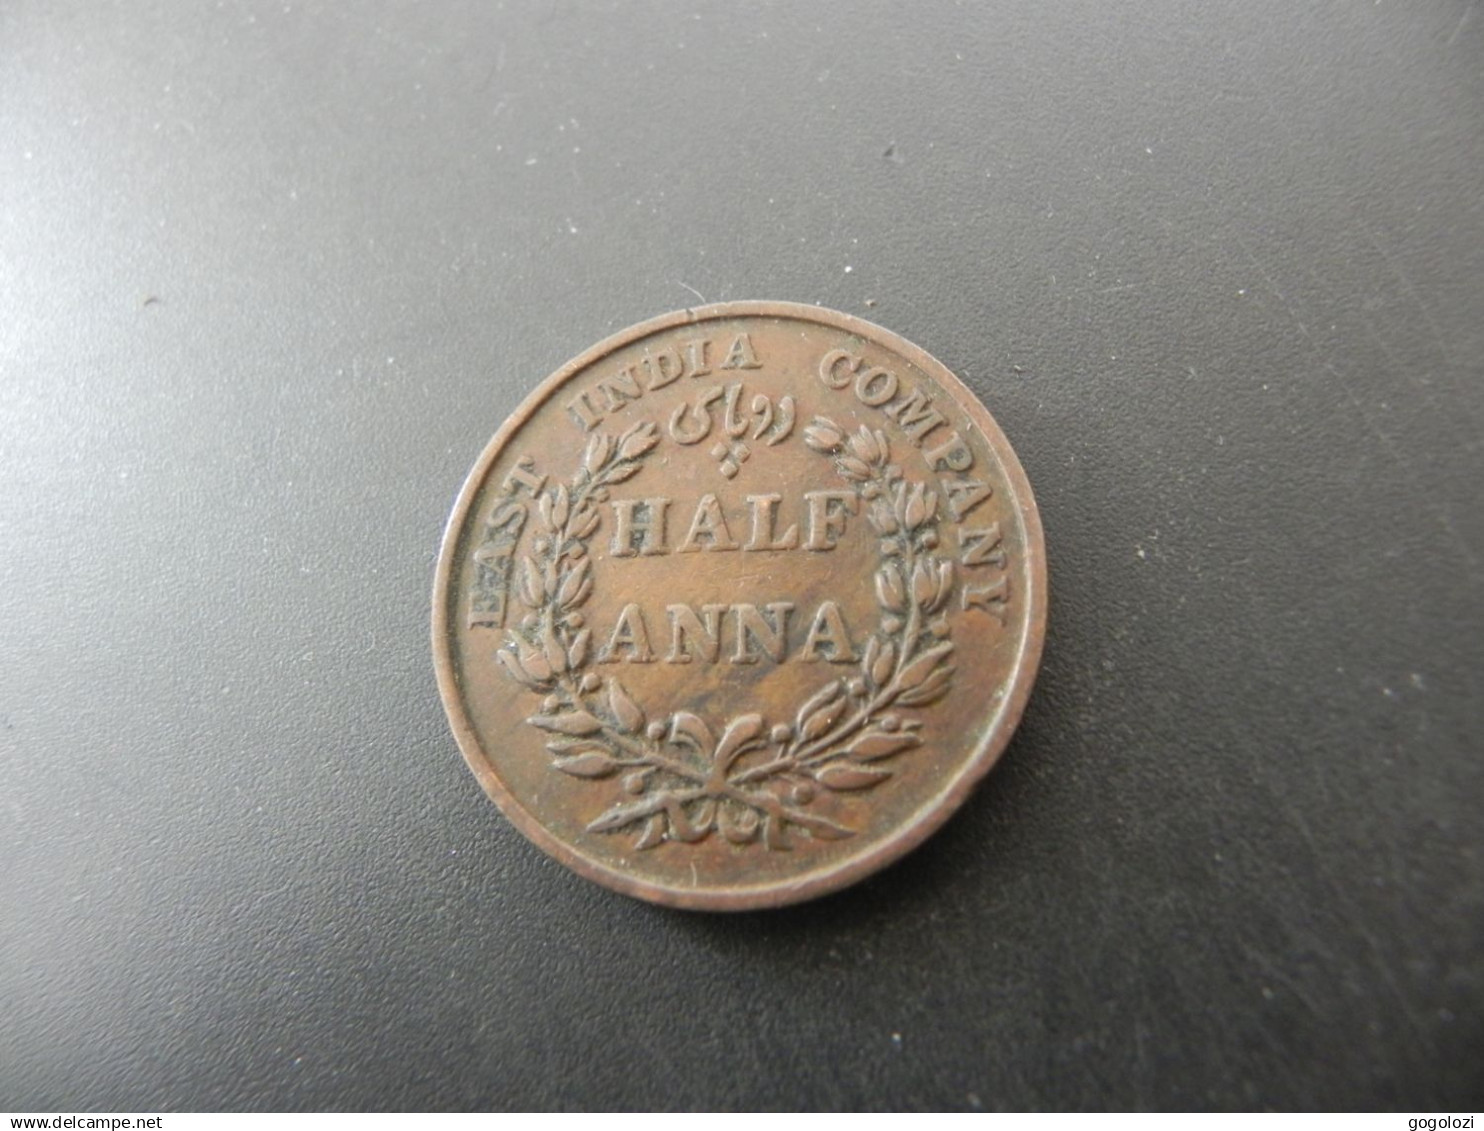 EAST INDIA COMPANY
دو پای
HALF
ANNA
www.delcampe.net
gogolozi